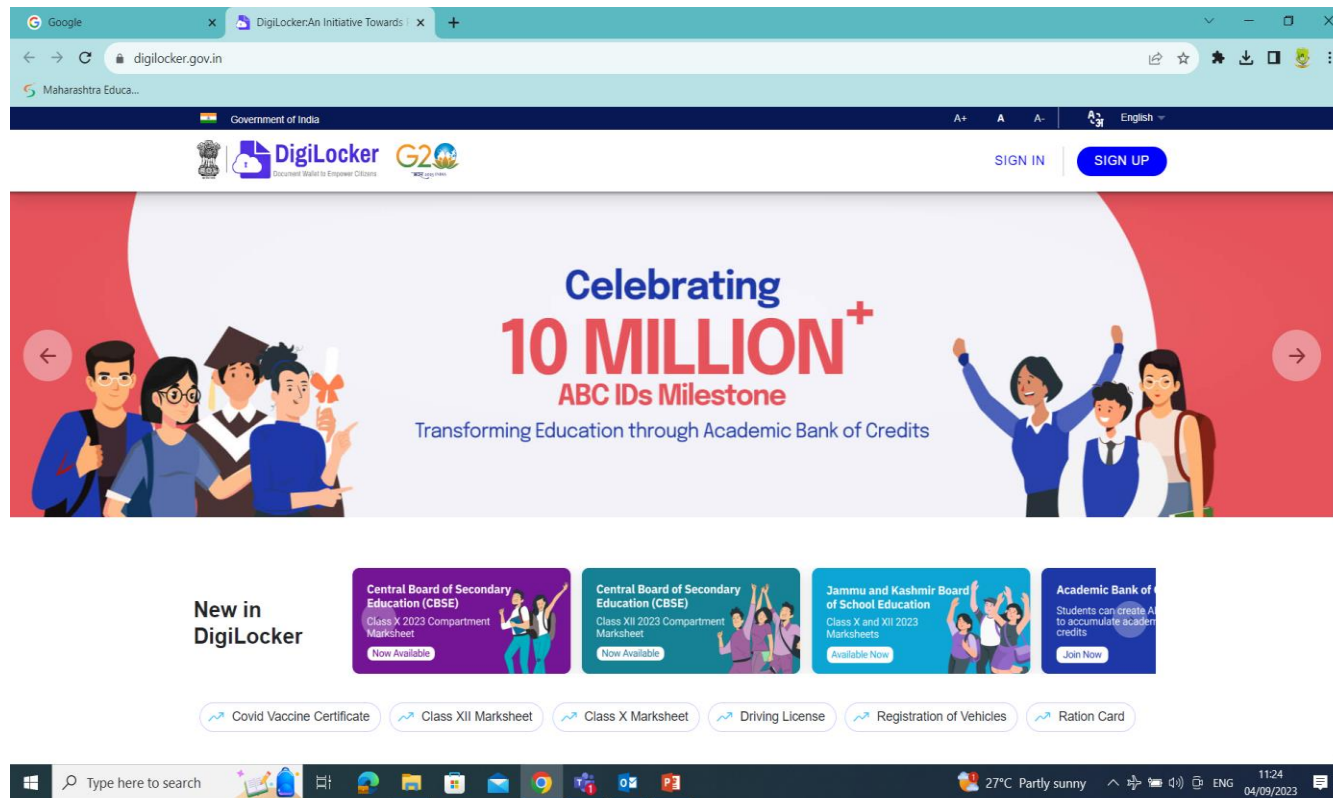 Google
DigiLocker:An Initiative Towards
digilocker.gov.in
Maharashtra Educa...
Government of India
A+ A A- English
DigiLocker
Document Wallet to Empower Citizens
G20
SIGN IN
SIGN UP
Celebrating
10 MILLION+
ABC IDs Milestone
Transforming Education through Academic Bank of Credits
New in
DigiLocker
Central Board of Secondary
Education (CBSE)
Class X 2023 Compartment
Marksheet
Now Available
Central Board of Secondary
Education (CBSE)
Class XII 2023 Compartment
Marksheet
Now Available
Jammu and Kashmir Board
of School Education
Class X and XII 2023
Marksheets
Available Now
Academic Bank of
Students can create
to accumulate academ
credits
Join Now
Covid Vaccine Certificate
Class XII Marksheet
Class X Marksheet
Driving License
Registration of Vehicles
Ration Card
Type here to search
27°C Partly sunny
ENG
11:24
04/09/2023